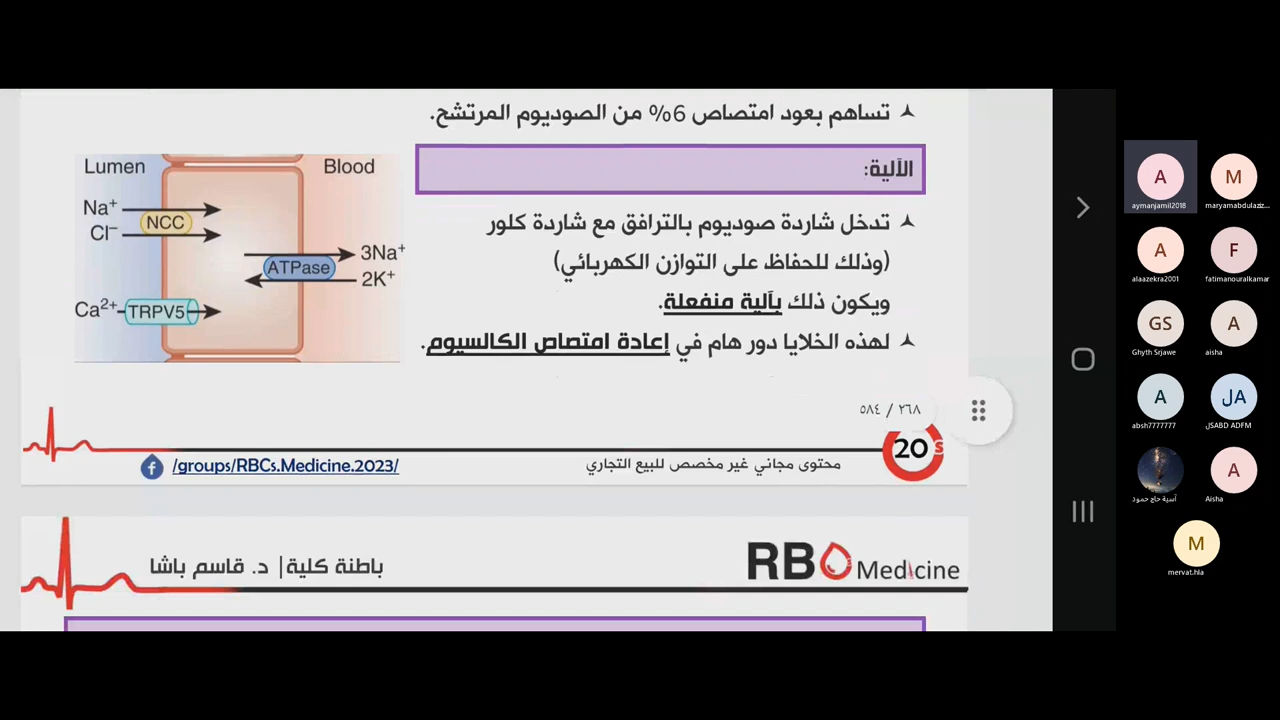 تساهم بعود امتصاص 6% من الصوديوم المرتشح.
الآلية:
تدخل شاردة صوديوم بالترافق مع شاردة كلور
(وذلك للحفاظ على التوازن الكهربائي)
ويكون ذلك بآلية منفعلة.
لهذه الخلايا دور هام في إعادة امتصاص الكالسيوم.
Lumen
Blood
Na⁺
Cl⁻
NCC
3Na⁺
ATPase
2K⁺
Ca²⁺
TRPV5
٢٦٨ / ٥٨٤
20
s
محتوى مجاني غير مخصص للبيع التجاري
/groups/RBCs.Medicine.2023/
RB Medicine
باطنة كلية| د. قاسم باشا
A
aymanjamil2018
M
maryamabdulaziz...
A
alaazekra2001
F
fatimanouralkamar
GS
Ghyth Srjawe
A
aisha
A
absh7777777
JA
JSABD ADFM
آسية حاج حمود
A
Aisha
M
mervat.hla